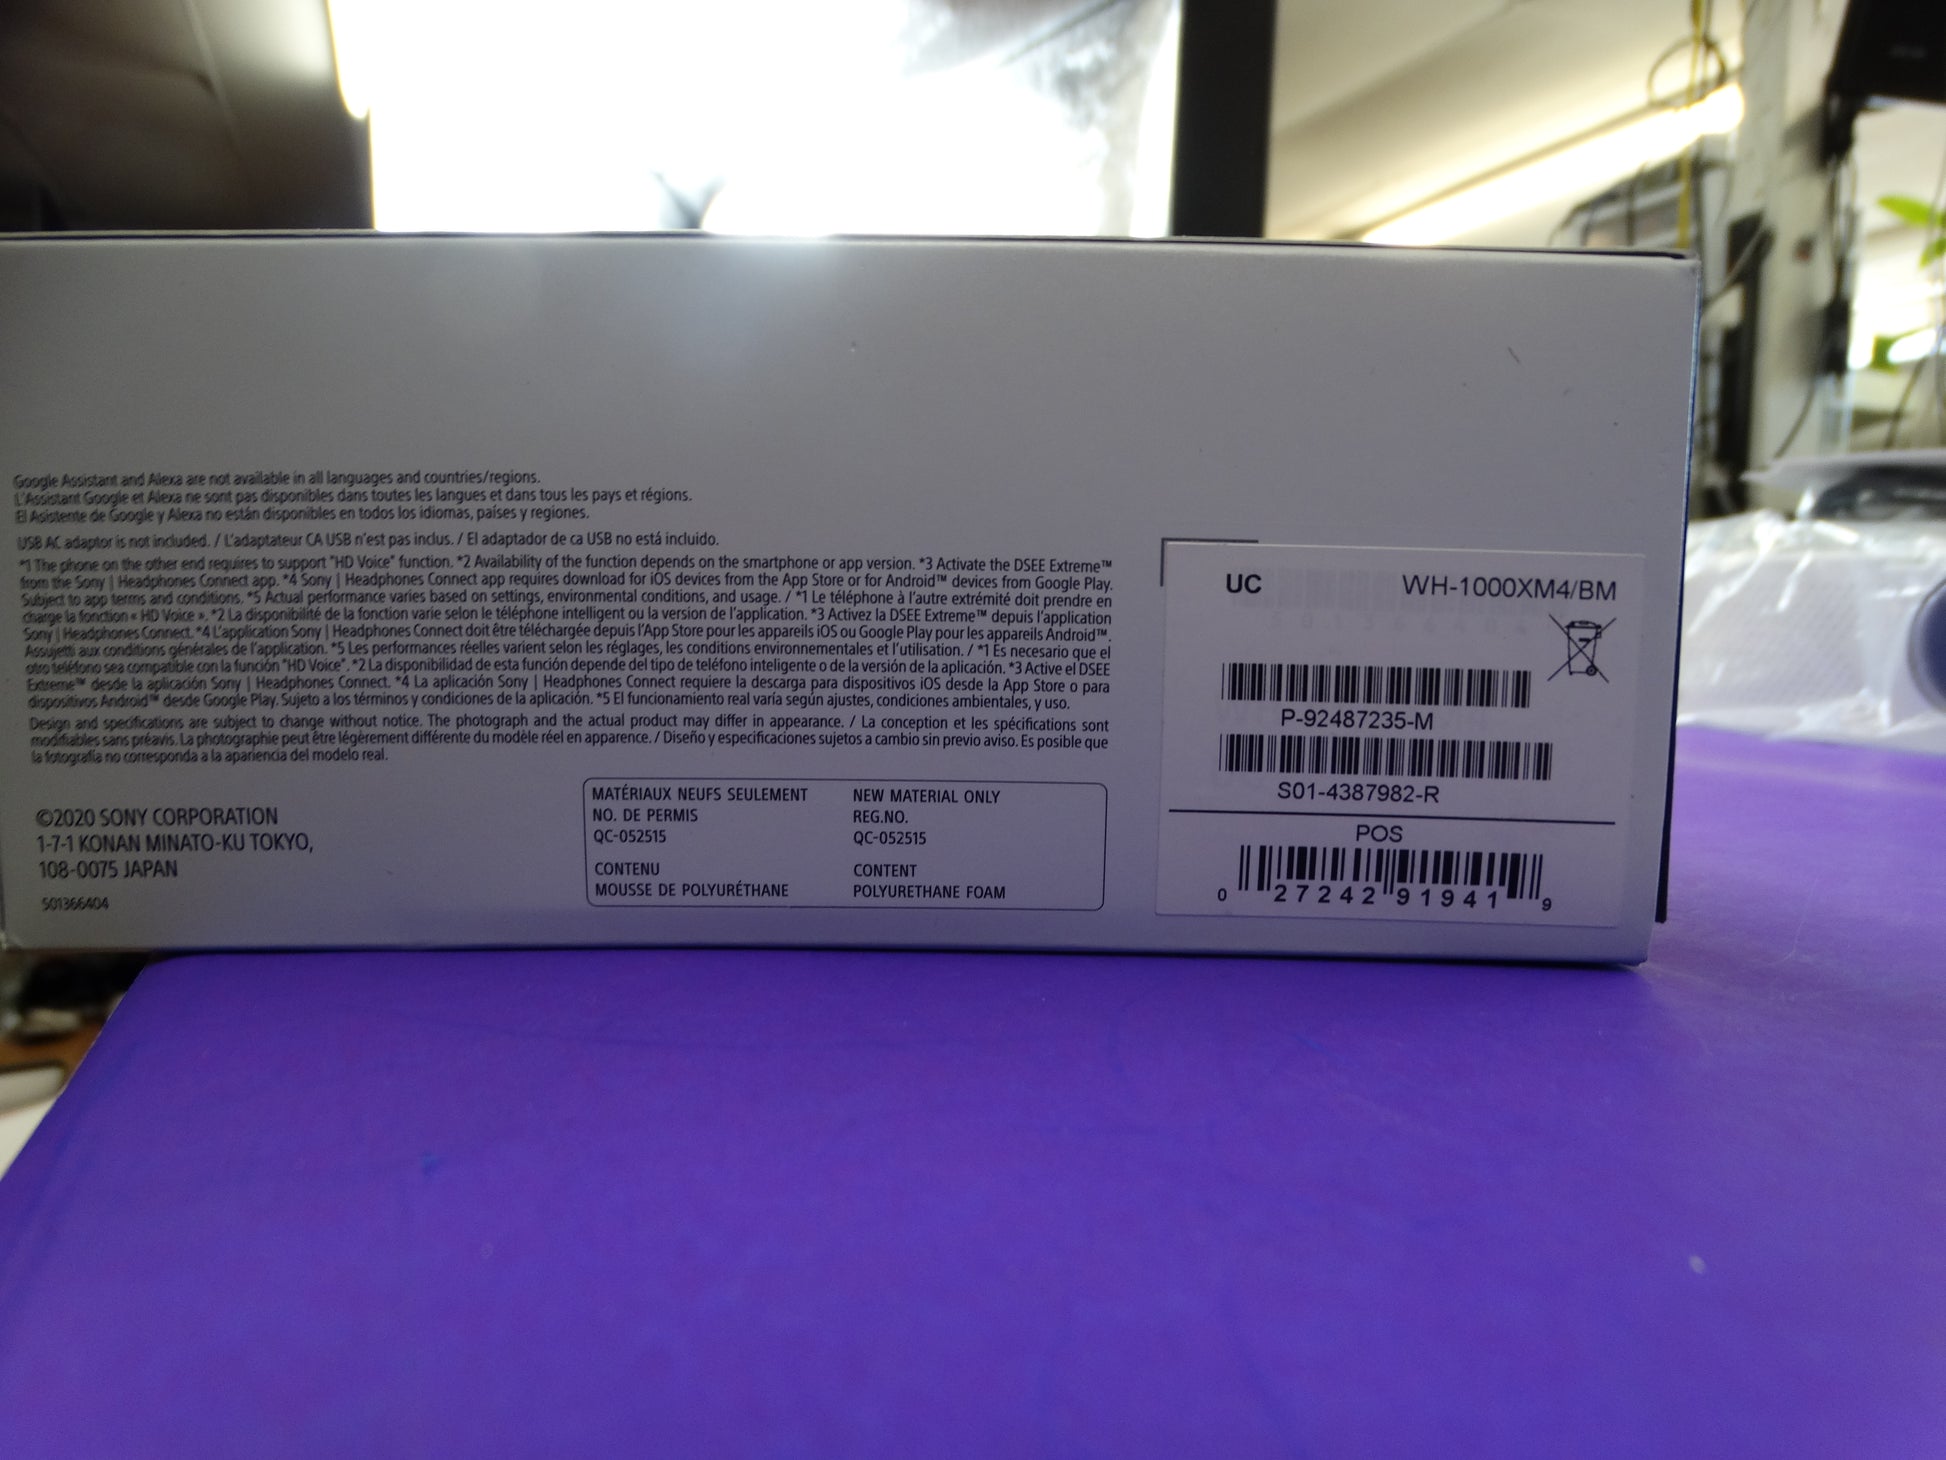 Google Assistant and Alexa are not available in all languages and countries/regions.
L'Assistant Google et Alexa ne sont pas disponibles dans toutes les langues et dans tous les pays et régions.
El Asistente de Google y Alexa no están disponibles en todos los idiomas, países y regiones.
USB AC adaptor is not included. / L'adaptateur CA USB n'est pas inclus. / El adaptador de ca USB no está incluido.
*1 The phone on the other end requires to support "HD Voice" function. *2 Availability of the function depends on the smartphone or app version. *3 Activate the DSEE Extreme™
from the Sony | Headphones Connect app. *4 Sony | Headphones Connect app requires download for iOS devices from the App Store or for Android™ devices from Google Play.
Subject to app terms and conditions. *5 Actual performance varies based on settings, environmental conditions, and usage. / *1 Le téléphone à l'autre extrémité doit prendre en
charge la fonction « HD Voice ». *2 La disponibilité de la fonction varie selon le téléphone intelligent ou la version de l'application. *3 Activez la DSEE Extreme™ depuis l'application
Sony | Headphones Connect. *4 L'application Sony | Headphones Connect doit être téléchargée depuis l'App Store pour les appareils iOS ou Google Play pour les appareils Android™.
Assujetti aux conditions générales de l'application. *5 Les performances réelles varient selon les réglages, les conditions environnementales et l'utilisation. / *1 Es necesario que el
otro teléfono sea compatible con la función "HD Voice". *2 La disponibilidad de esta función depende del tipo de teléfono inteligente o de la versión de la aplicación. *3 Active el DSEE
Extreme™ desde la aplicación Sony | Headphones Connect. *4 La aplicación Sony | Headphones Connect requiere la descarga para dispositivos iOS desde la App Store o para
dispositivos Android™ desde Google Play. Sujeto a los términos y condiciones de la aplicación. *5 El funcionamiento real varía según ajustes, condiciones ambientales, y uso.
Design and specifications are subject to change without notice. The photograph and the actual product may differ in appearance. / La conception et les spécifications sont
modifiables sans préavis. La photographie peut être légèrement différente du modèle réel en apparence. / Diseño y especificaciones sujetos a cambio sin previo aviso. Es posible que
la fotografía no corresponda a la apariencia del modelo real.
©2020 SONY CORPORATION
1-7-1 KONAN MINATO-KU TOKYO,
108-0075 JAPAN
501366404
MATÉRIAUX NEUFS SEULEMENT
NO. DE PERMIS
QC-052515
CONTENU
MOUSSE DE POLYURÉTHANE
NEW MATERIAL ONLY
REG.NO.
QC-052515
CONTENT
POLYURETHANE FOAM
UC WH-1000XM4/BM
P-92487235-M
S01-4387982-R
POS
0 27242 91941 9